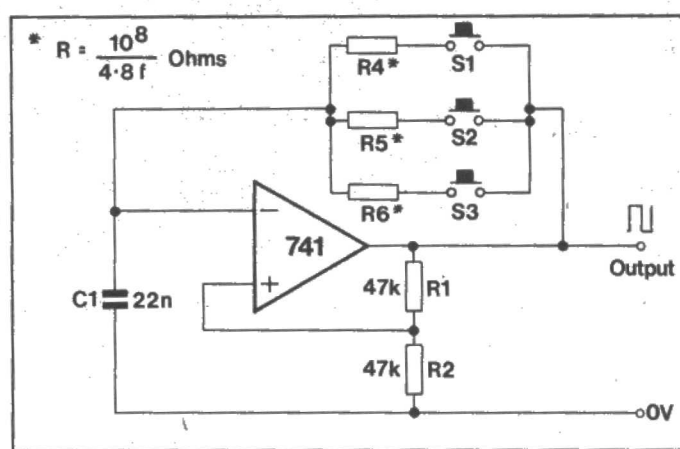 * R = 10⁸ / 4·8 f Ohms
R4*
S1
R5*
S2
R6*
S3
−
741
+
C1
22n
47k
R1
47k
R2
Output
0V